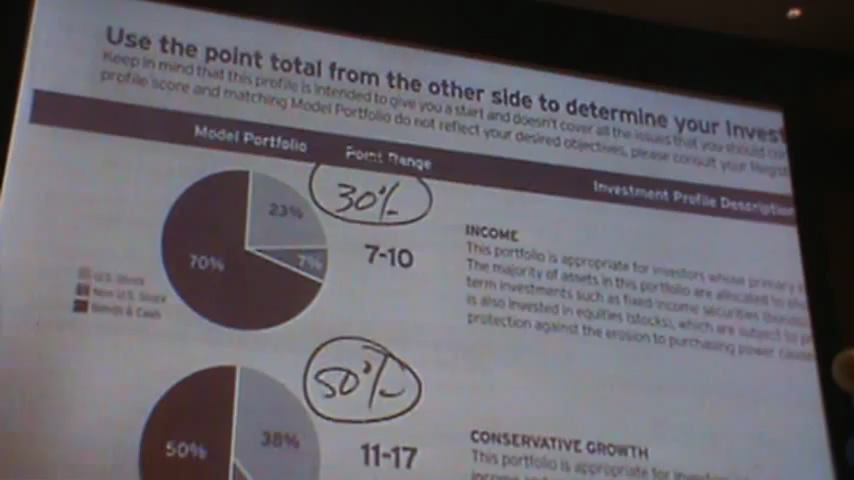 Use the point total from the other side to determine your Invest
Keep in mind that this profile is intended to give you a start and doesn't cover all the issues that you should con
profile score and matching Model Portfolio do not reflect your desired objectives, please consult your Regist
Model Portfolio Point Range Investment Profile Description
30%
23%
70%
7%
7-10
U.S. Stock
Non U.S. Stock
Bonds & Cash
INCOME
This portfolio is appropriate for investors whose primary
The majority of assets in this portfolio are allocated to
term investments such as fixed income securities
is also invested in equities (stocks), which are subject to
protection against the erosion to purchasing power
50%
50%
38%
11-17
CONSERVATIVE GROWTH
This portfolio is appropriate for